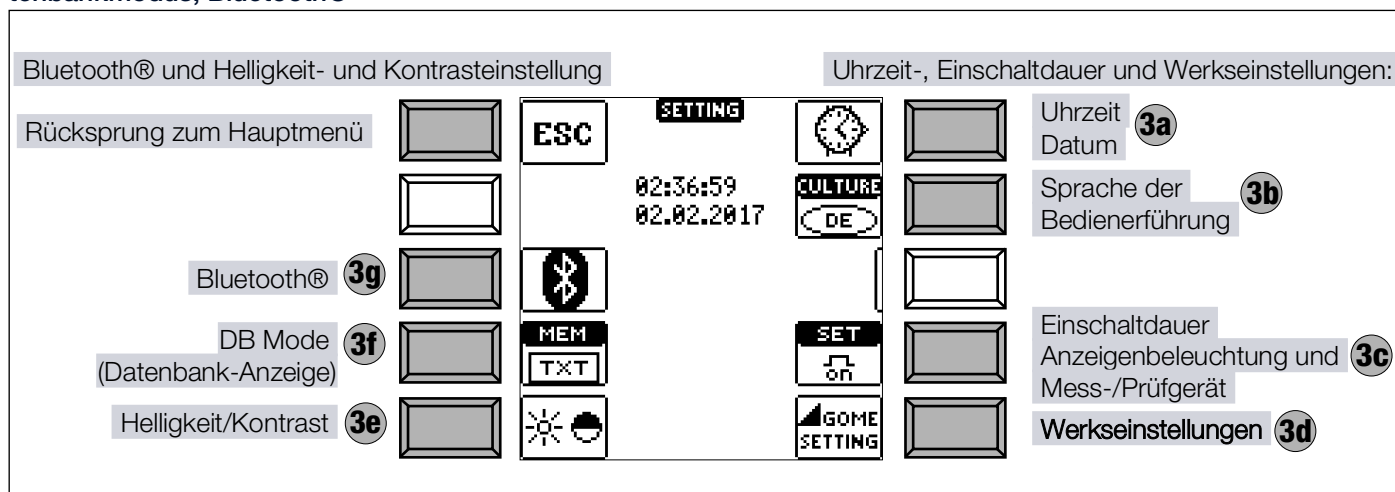 Bluetooth® und Helligkeit- und Kontrasteinstellung
Uhrzeit-, Einschaltdauer und Werkseinstellungen:
Rücksprung zum Hauptmenü
ESC
SETTING
Uhrzeit
Datum
3a
02:36:59
02.02.2017
CULTURE
DE
Sprache der
Bedienerführung
3b
Bluetooth® 3g
DB Mode
(Datenbank-Anzeige)
3f
MEM
TXT
SET
on
Einschaltdauer
Anzeigenbeleuchtung und
Mess-/Prüfgerät
3c
Helligkeit/Kontrast 3e
GOME
SETTING
Werkseinstellungen 3d